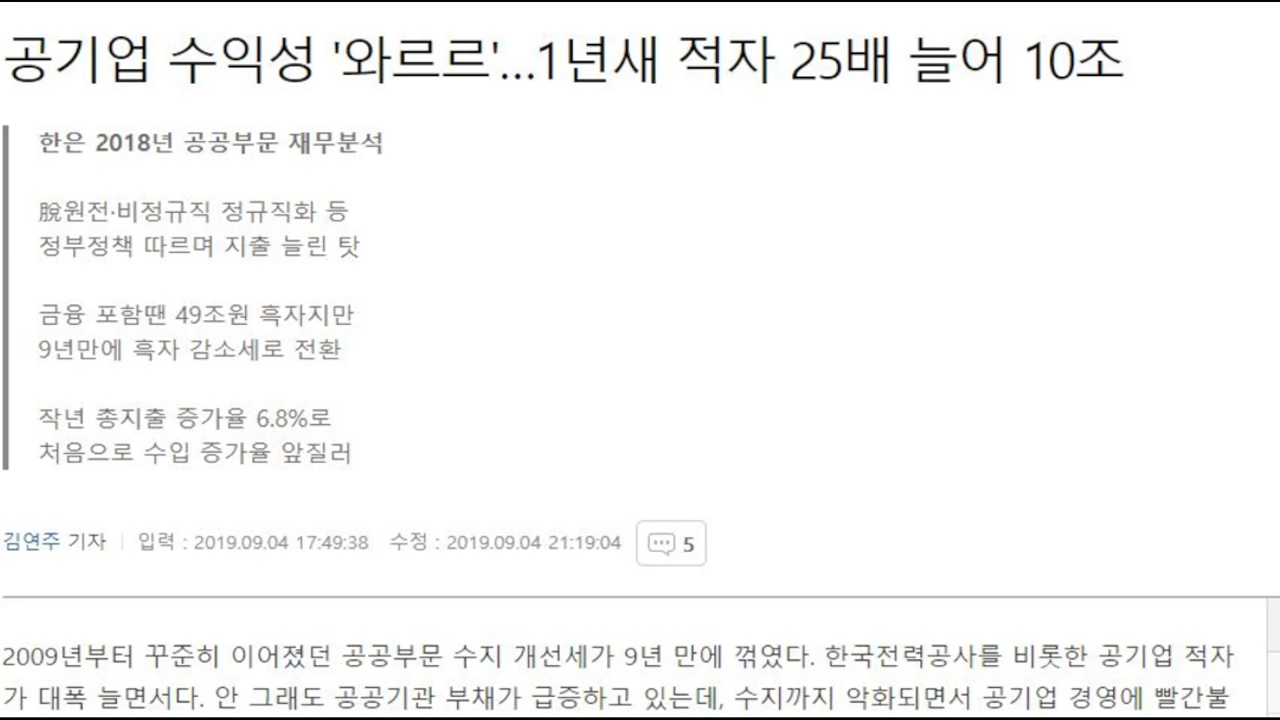 공기업 수익성 '와르르'…1년새 적자 25배 늘어 10조
한은 2018년 공공부문 재무분석
脫원전·비정규직 정규직화 등
정부정책 따르며 지출 늘린 탓
금융 포함땐 49조원 흑자지만
9년만에 흑자 감소세로 전환
작년 총지출 증가율 6.8%로
처음으로 수입 증가율 앞질러
김연주 기자 | 입력 : 2019.09.04 17:49:38 수정 : 2019.09.04 21:19:04 5
2009년부터 꾸준히 이어졌던 공공부문 수지 개선세가 9년 만에 꺾였다. 한국전력공사를 비롯한 공기업 적자
가 대폭 늘면서다. 안 그래도 공공기관 부채가 급증하고 있는데, 수지까지 악화되면서 공기업 경영에 빨간불